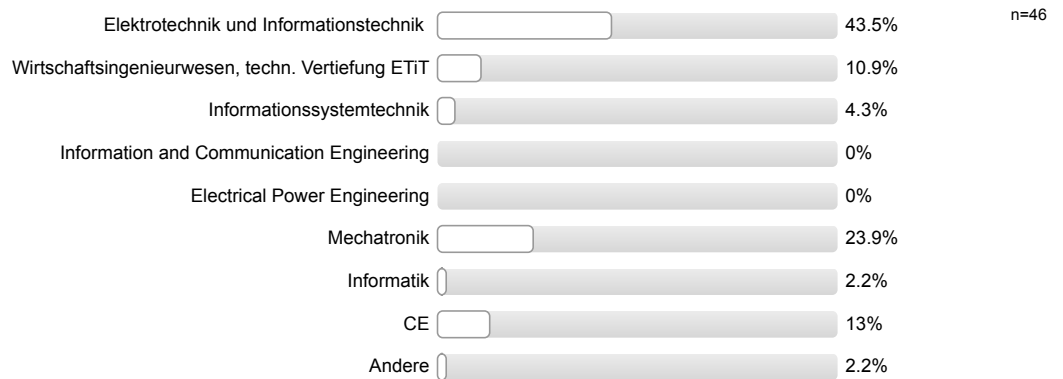 n=46
Elektrotechnik und Informationstechnik 43.5%
Wirtschaftsingenieurwesen, techn. Vertiefung ETiT 10.9%
Informationssystemtechnik 4.3%
Information and Communication Engineering 0%
Electrical Power Engineering 0%
Mechatronik 23.9%
Informatik 2.2%
CE 13%
Andere 2.2%